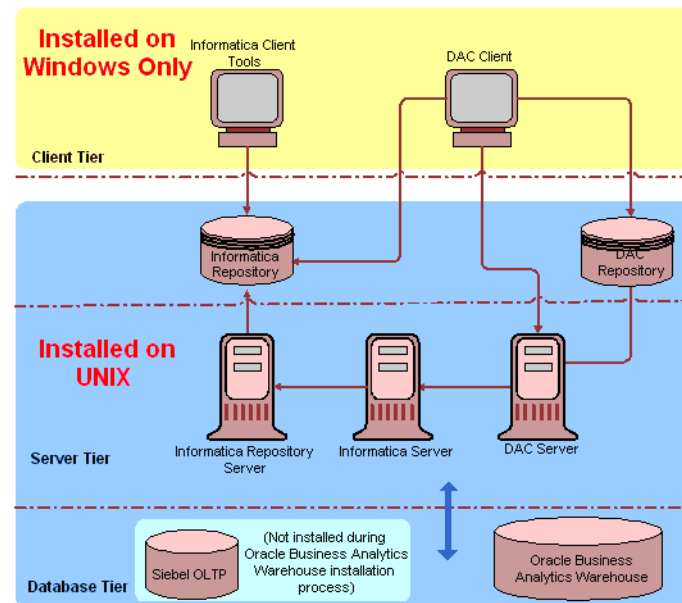 Installed on
Windows Only
Informatica Client
Tools
DAC Client
Client Tier
Informatica
Repository
DAC
Repository
Installed on
UNIX
Informatica Repository
Server
Informatica Server
DAC Server
Server Tier
Siebel OLTP
(Not installed during
Oracle Business Analytics
Warehouse installation
process)
Oracle Business
Analytics Warehouse
Database Tier